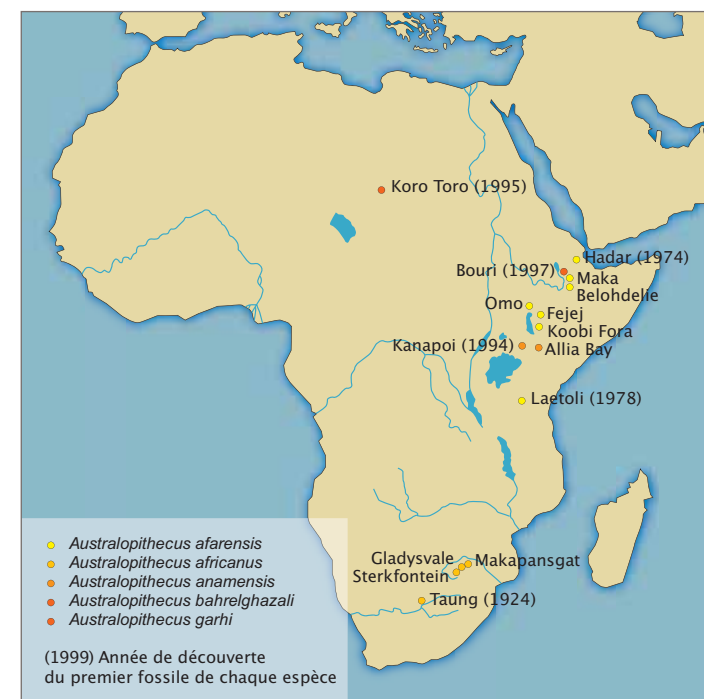 Koro Toro (1995)
Hadar (1974)
Bouri (1997)
Maka
Belohdelie
Omo
Fejej
Koobi Fora
Kanapoi (1994)
Allia Bay
Laetoli (1978)
Gladysvale
Makapansgat
Sterkfontein
Taung (1924)
Australopithecus afarensis
Australopithecus africanus
Australopithecus anamensis
Australopithecus bahrelghazali
Australopithecus garhi
(1999) Année de découverte
du premier fossile de chaque espèce